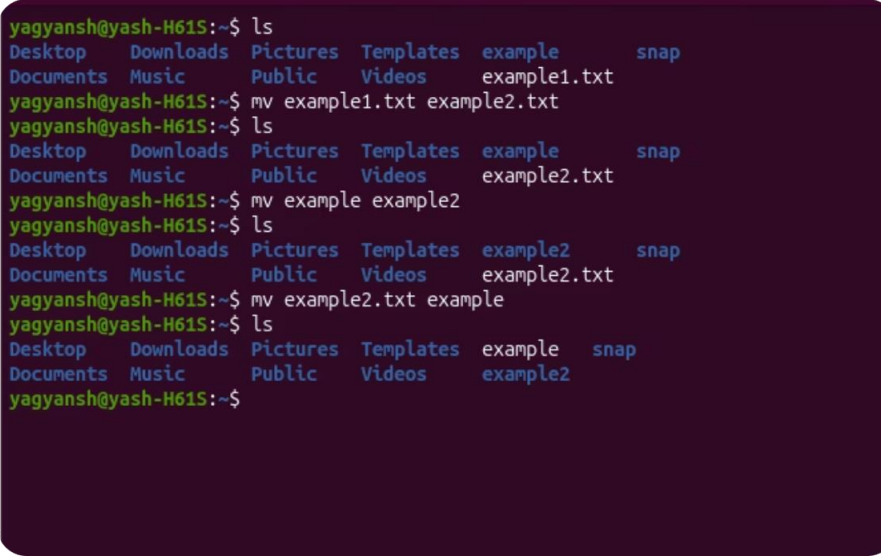 yagyansh@yash-H61S:~$ ls
Desktop    Downloads  Pictures  Templates  example       snap
Documents  Music      Public    Videos     example1.txt
yagyansh@yash-H61S:~$ mv example1.txt example2.txt
yagyansh@yash-H61S:~$ ls
Desktop    Downloads  Pictures  Templates  example       snap
Documents  Music      Public    Videos     example2.txt
yagyansh@yash-H61S:~$ mv example example2
yagyansh@yash-H61S:~$ ls
Desktop    Downloads  Pictures  Templates  example2      snap
Documents  Music      Public    Videos     example2.txt
yagyansh@yash-H61S:~$ mv example2.txt example
yagyansh@yash-H61S:~$ ls
Desktop    Downloads  Pictures  Templates  example   snap
Documents  Music      Public    Videos     example2
yagyansh@yash-H61S:~$